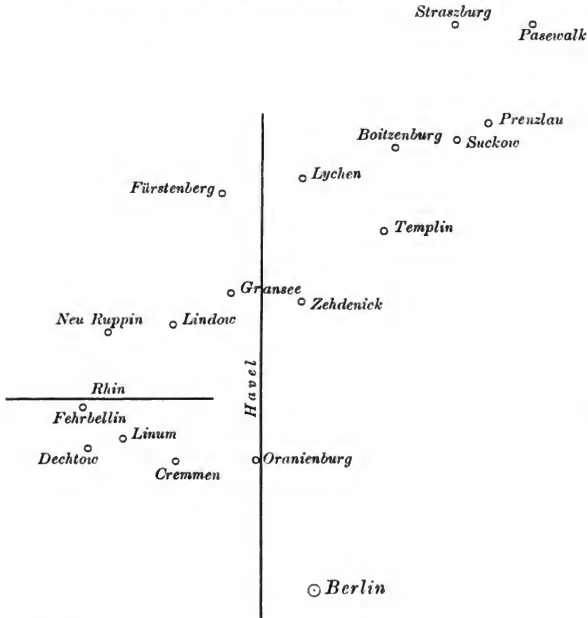 Straszburg
Pasewalk
Prenzlau
Boitzenburg
Suckow
Lychen
Fürstenberg
Templin
Gransee
Zehdenick
Neu Ruppin
Lindow
Rhin
Havel
Fehrbellin
Linum
Dechtow
Cremmen
Oranienburg
Berlin